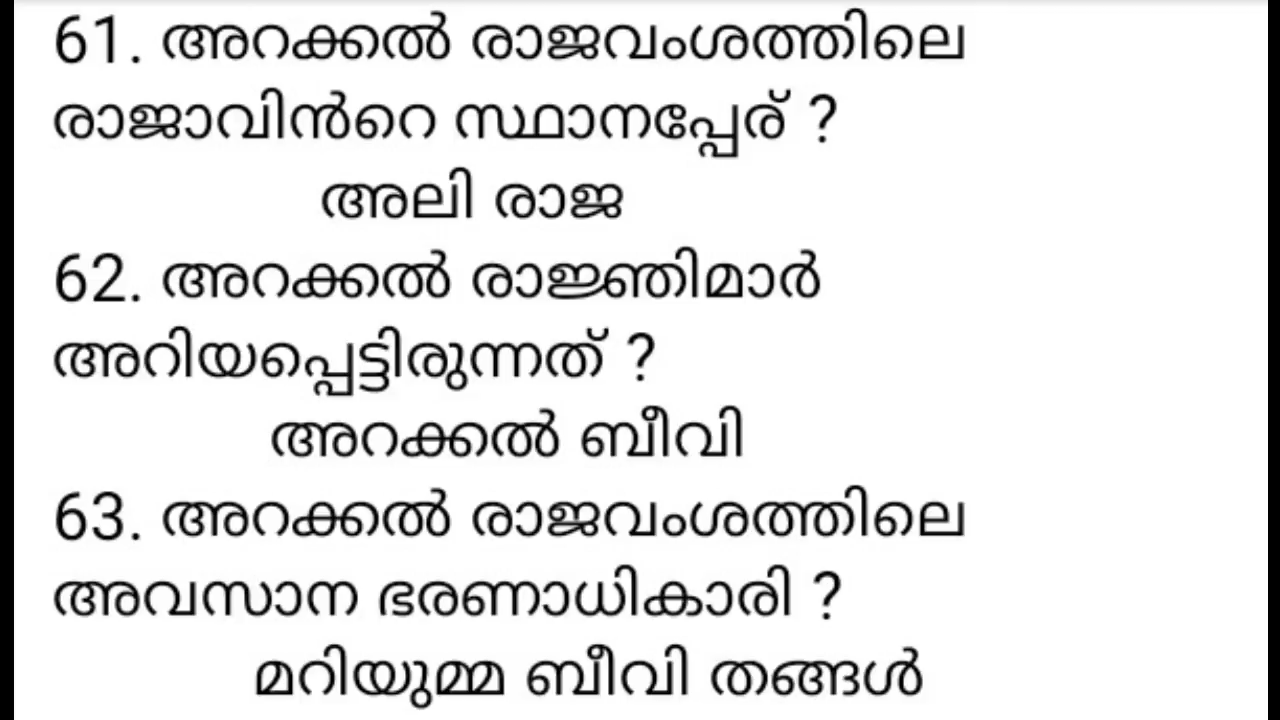 61. അറക്കൽ രാജവംശത്തിലെ
രാജാവിൻറെ സ്ഥാനപ്പേര് ?
അലി രാജ
62. അറക്കൽ രാജ്ഞിമാർ
അറിയപ്പെട്ടിരുന്നത് ?
അറക്കൽ ബീവി
63. അറക്കൽ രാജവംശത്തിലെ
അവസാന ഭരണാധികാരി ?
മറിയുമ്മ ബീവി തങ്ങൾ